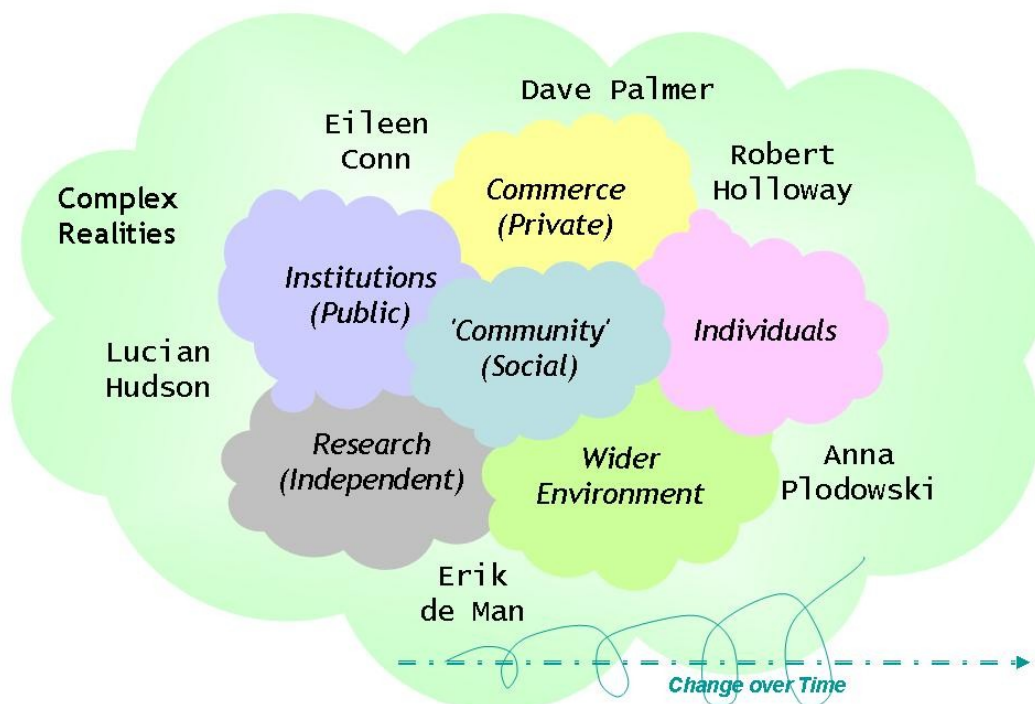 Dave Palmer
Eileen
Conn
Robert
Holloway
Complex
Realities
Commerce
(Private)
Institutions
(Public)
'Community'
(Social)
Individuals
Lucian
Hudson
Research
(Independent)
Wider
Environment
Anna
Plodowski
Erik
de Man
Change over Time